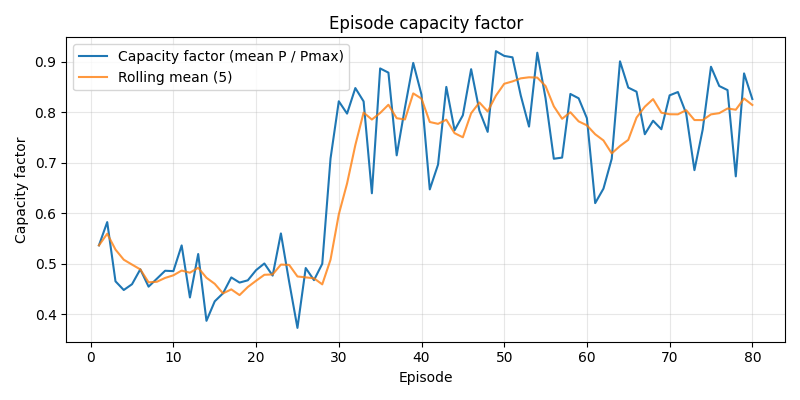 Episode capacity factor
Capacity factor (mean P / Pmax)
Rolling mean (5)
Capacity factor
0.9
0.8
0.7
0.6
0.5
0.4
0 10 20 30 40 50 60 70 80
Episode